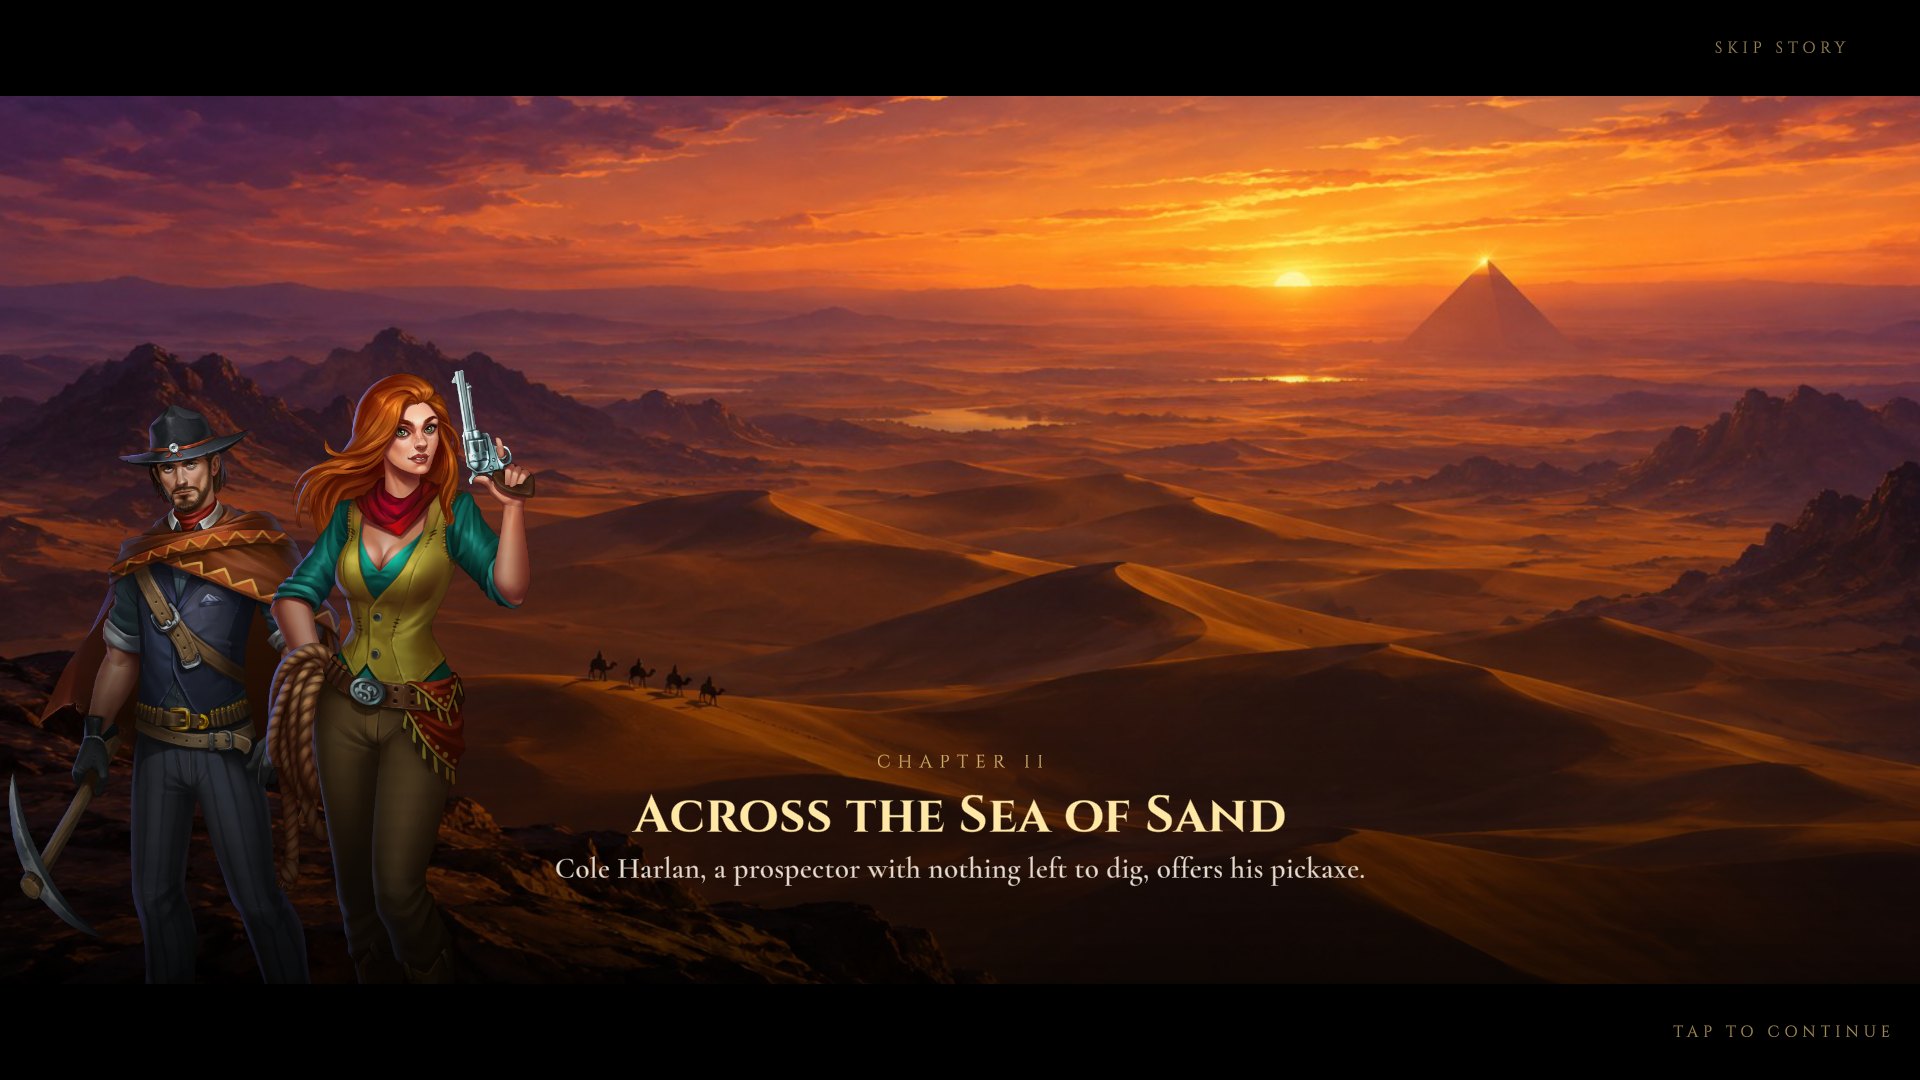 SKIP STORY
CHAPTER II
Across the Sea of Sand
Cole Harlan, a prospector with nothing left to dig, offers his pickaxe.
TAP TO CONTINUE